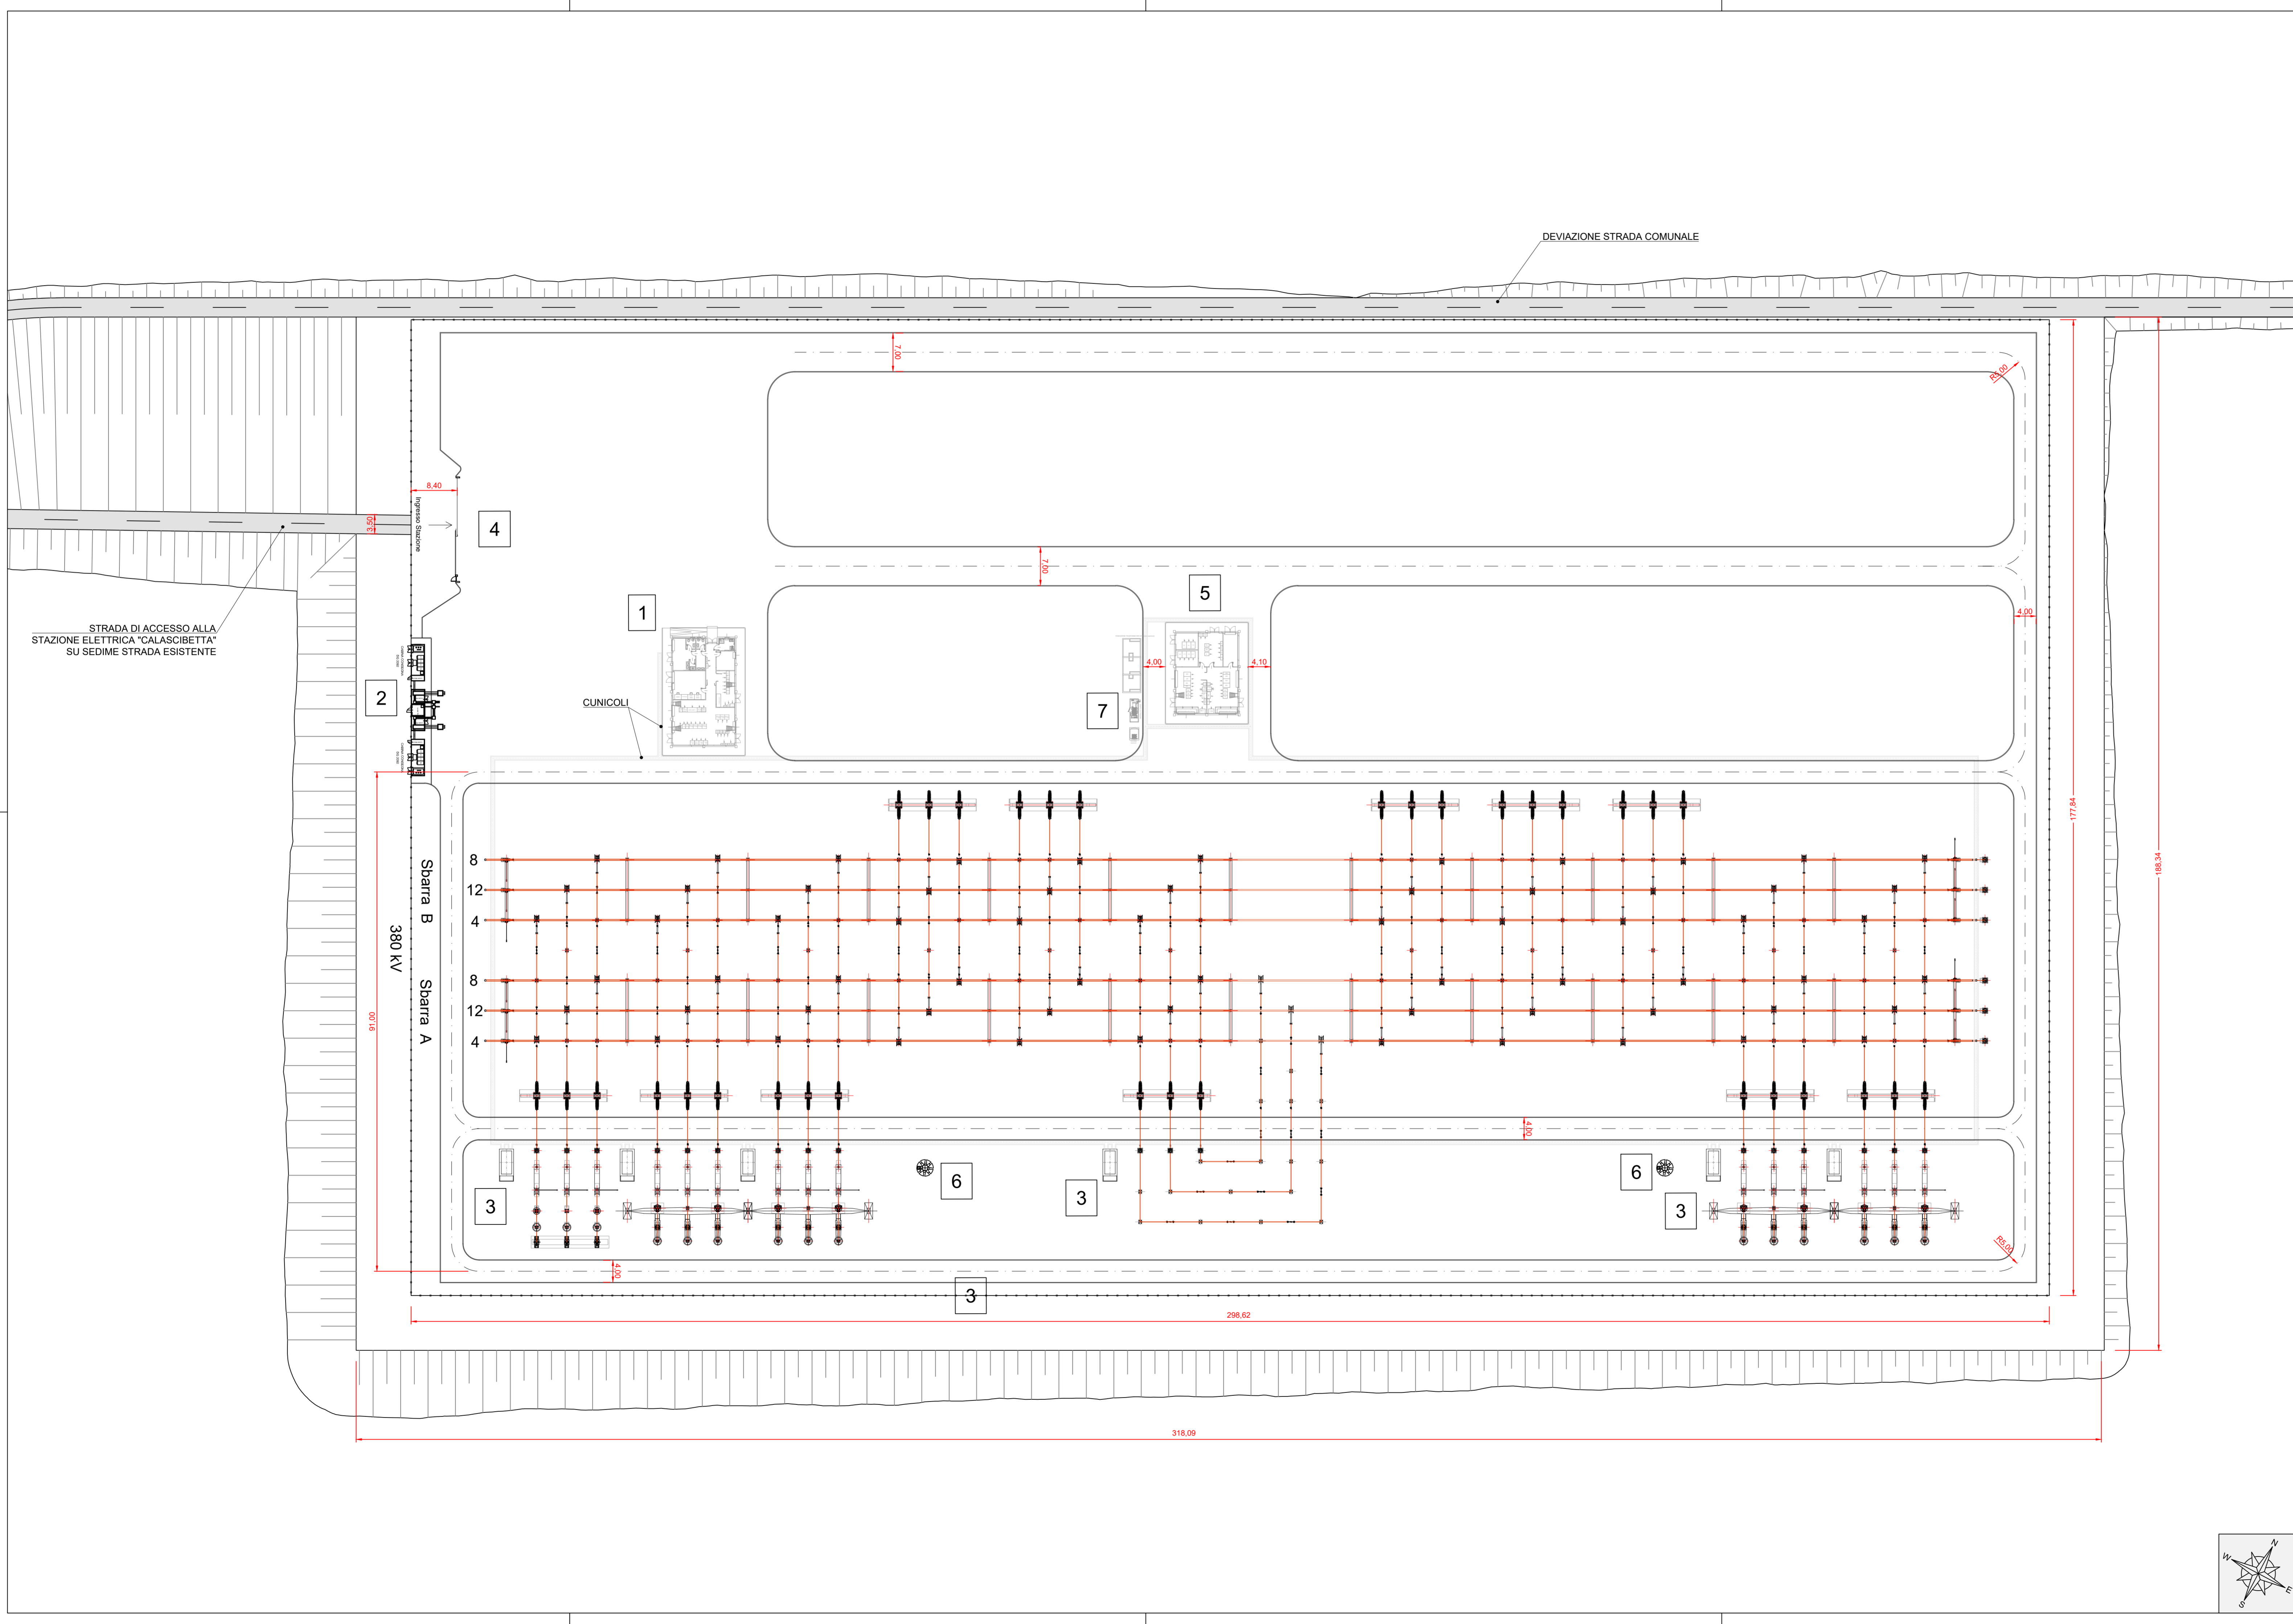 DEVIAZIONE STRADA COMUNALE
7,00
R5,00
8,40
Ingresso Stazione
3,50
4
7,00
5
1
4,00
STRADA DI ACCESSO ALLA
STAZIONE ELETTRICA "CALASCIBETTA"
SU SEDIME STRADA ESISTENTE
4,00
4,10
2
CUNICOLI
7
177,84
188,34
8
Sbarra B
12
4
380 kV
8
Sbarra A
12
4
91,00
4,00
6
6
3
3
3
R5,00
4,00
3
298,62
318,09
N
W
E
S